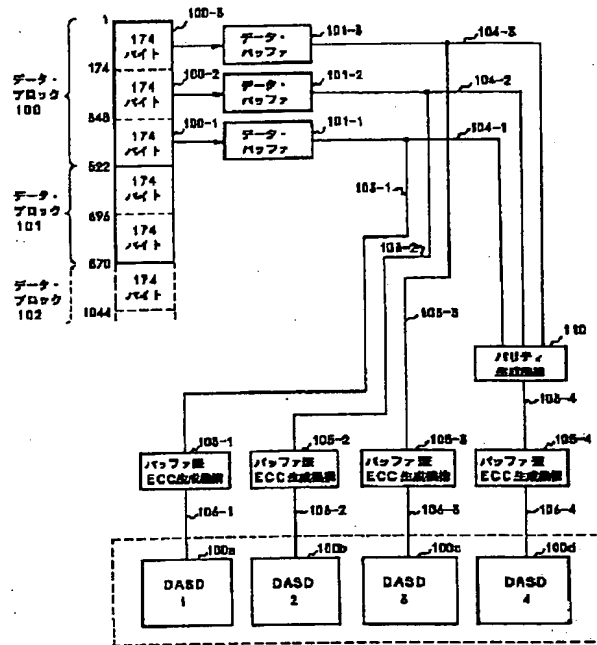 1
174
バイト
100-3
データ・
バッファ
101-3
104-3
データ・
ブロック
100
174
174
バイト
100-2
データ・
バッファ
101-2
104-2
348
174
バイト
100-1
データ・
バッファ
101-1
104-1
522
174
バイト
103-1
データ・
ブロック
101
696
103-2
174
バイト
870
データ・
ブロック
102
174
バイト
103-3
1044
110
パリティ
生成機構
103-4
105-1
105-2
105-3
105-4
バッファ・
ECC生成機構
バッファ・
ECC生成機構
バッファ・
ECC生成機構
バッファ・
ECC生成機構
106-1
106-2
106-3
106-4
100a
100b
100c
100d
DASD
1
DASD
2
DASD
3
DASD
4